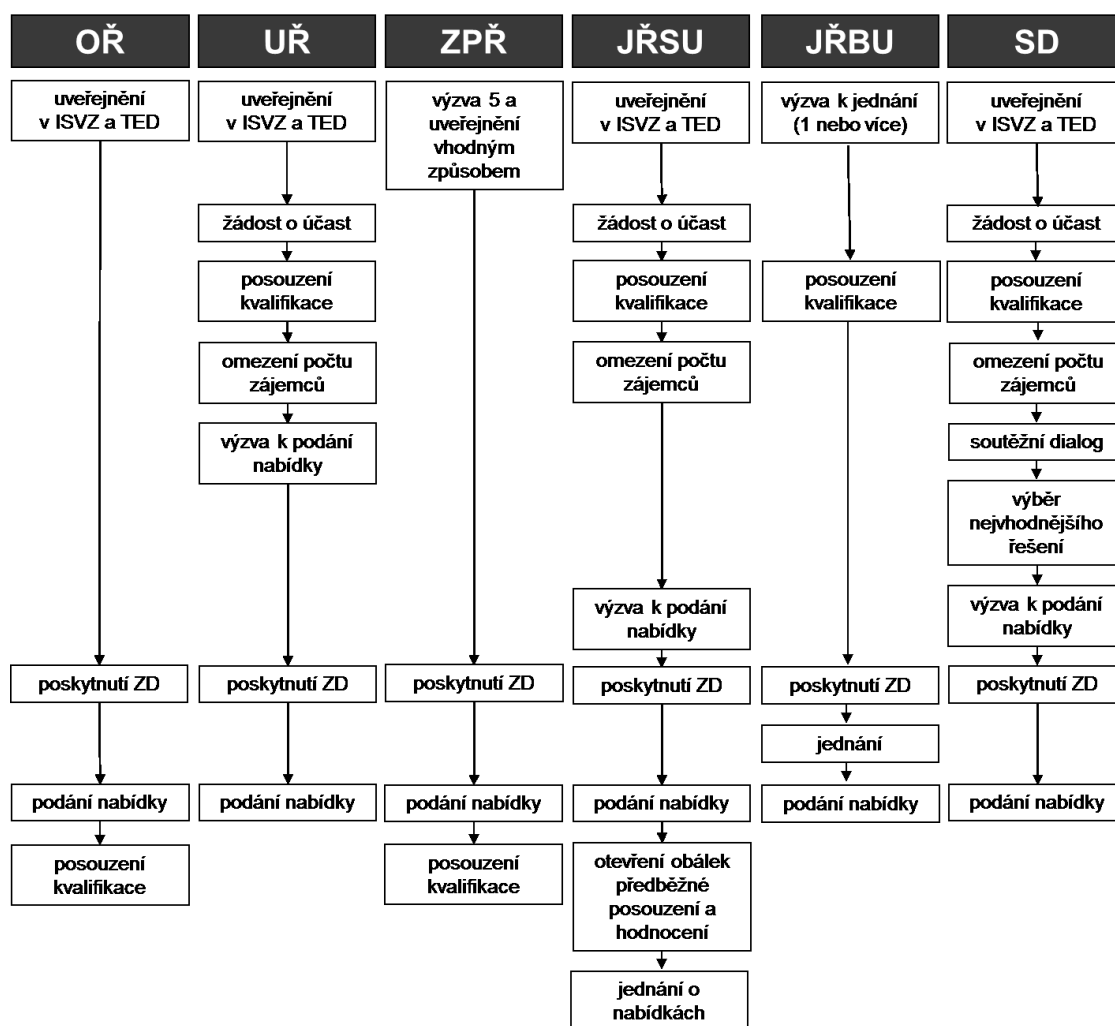 OŘ
UŘ
ZPŘ
JŘSU
JŘBU
SD
uveřejnění
v ISVZ a TED
poskytnutí ZD
podání nabídky
posouzení
kvalifikace
uveřejnění
v ISVZ a TED
žádost o účast
posouzení
kvalifikace
omezení počtu
zájemců
výzva k podání
nabídky
poskytnutí ZD
podání nabídky
výzva 5 a
uveřejnění
vhodným
způsobem
poskytnutí ZD
podání nabídky
posouzení
kvalifikace
uveřejnění
v ISVZ a TED
žádost o účast
posouzení
kvalifikace
omezení počtu
zájemců
výzva k podání
nabídky
poskytnutí ZD
podání nabídky
otevření obálek
předběžné
posouzení a
hodnocení
jednání o
nabídkách
výzva k jednání
(1 nebo více)
posouzení
kvalifikace
poskytnutí ZD
jednání
podání nabídky
uveřejnění
v ISVZ a TED
žádost o účast
posouzení
kvalifikace
omezení počtu
zájemců
soutěžní dialog
výběr
nejvhodnějšího
řešení
výzva k podání
nabídky
poskytnutí ZD
podání nabídky